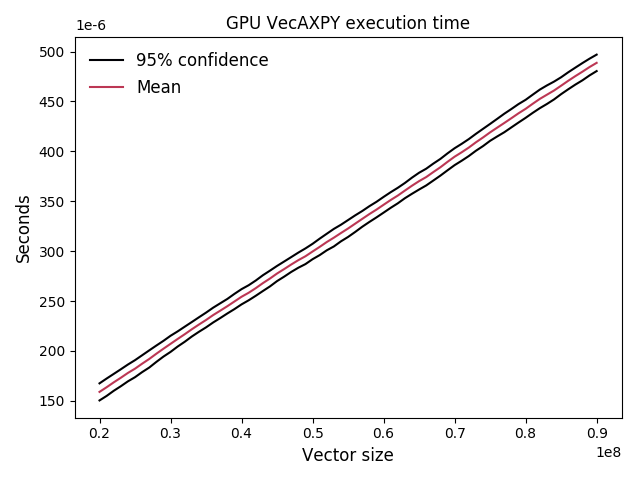 GPU VecAXPY execution time
1e-6
95% confidence
Mean
500
450
400
350
300
250
200
150
Seconds
0.2 0.3 0.4 0.5 0.6 0.7 0.8 0.9
1e8
Vector size